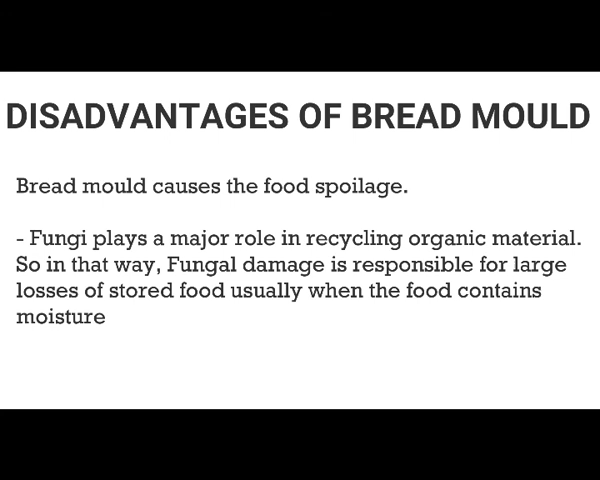 DISADVANTAGES OF BREAD MOULD
Bread mould causes the food spoilage.
- Fungi plays a major role in recycling organic material.
So in that way, Fungal damage is responsible for large
losses of stored food usually when the food contains
moisture